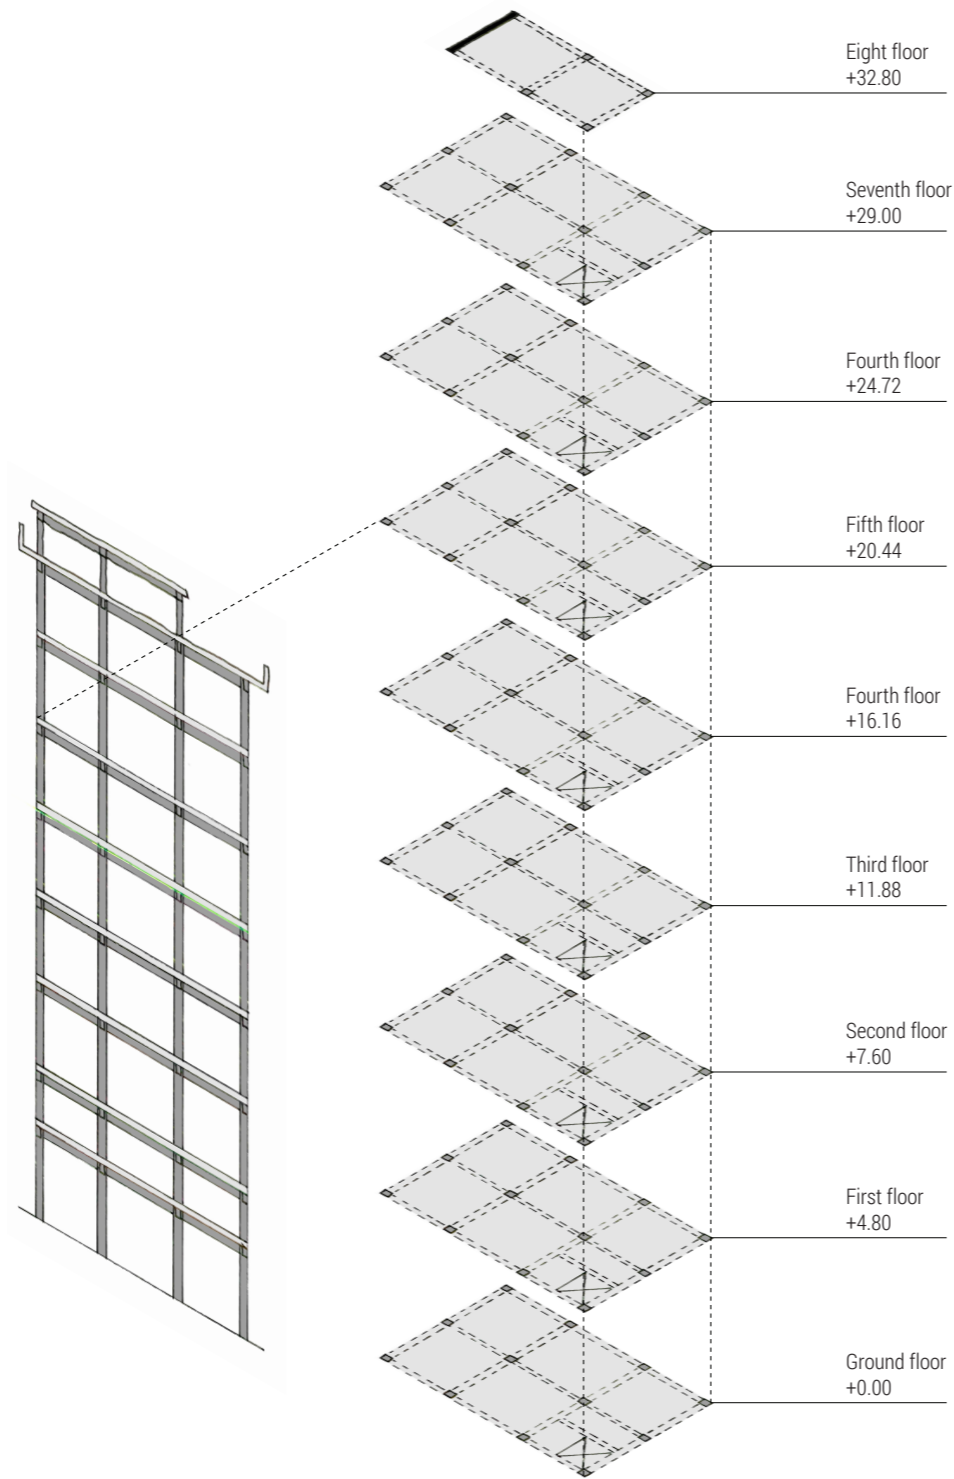 Eight floor
+32.80
Seventh floor
+29.00
Fourth floor
+24.72
Fifth floor
+20.44
Fourth floor
+16.16
Third floor
+11.88
Second floor
+7.60
First floor
+4.80
Ground floor
+0.00